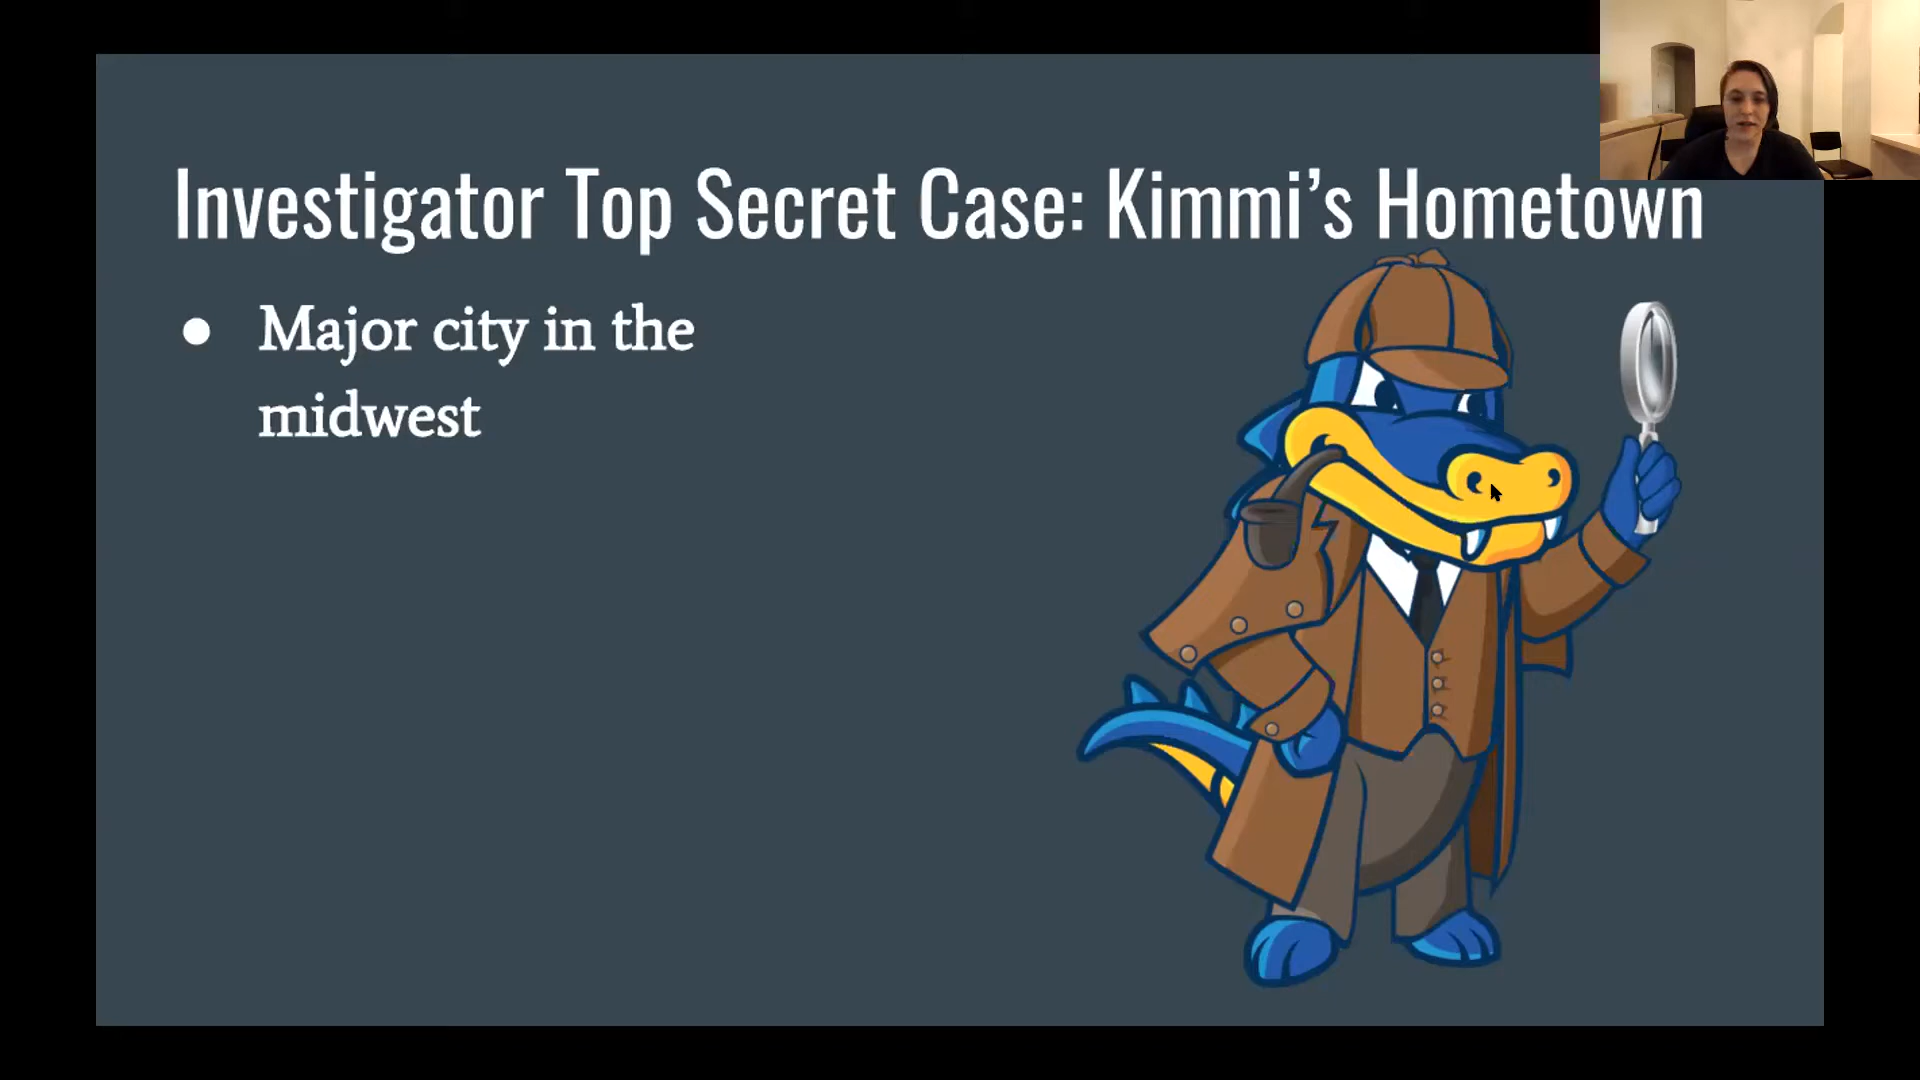 Investigator Top Secret Case: Kimmi’s Hometown
● Major city in the
midwest